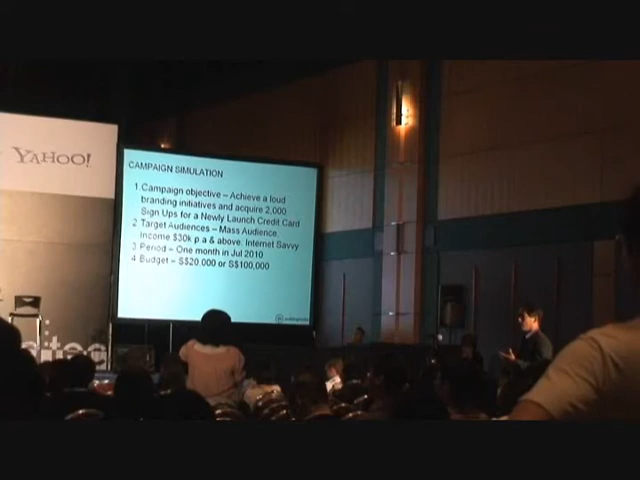 YAHOO!
CAMPAIGN SIMULATION
1 Campaign objective – Achieve a loud
branding initiatives and acquire 2,000
Sign Ups for a Newly Launch Credit Card
2 Target Audiences – Mass Audience.
Income $30k p a & above. Internet Savvy
3 Period – One month in Jul 2010
4 Budget – S$20,000 or S$100,000